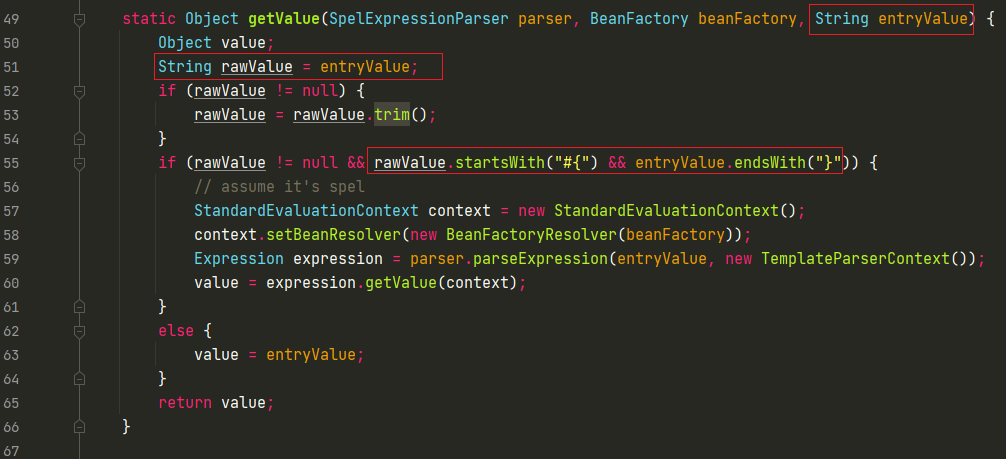 49 static Object getValue(SpelExpressionParser parser, BeanFactory beanFactory, String entryValue) {
50 Object value;
51 String rawValue = entryValue;
52 if (rawValue != null) {
53 rawValue = rawValue.trim();
54 }
55 if (rawValue != null && rawValue.startsWith("#{") && entryValue.endsWith("}")) {
56 // assume it's spel
57 StandardEvaluationContext context = new StandardEvaluationContext();
58 context.setBeanResolver(new BeanFactoryResolver(beanFactory));
59 Expression expression = parser.parseExpression(entryValue, new TemplateParserContext());
60 value = expression.getValue(context);
61 }
62 else {
63 value = entryValue;
64 }
65 return value;
66 }
67